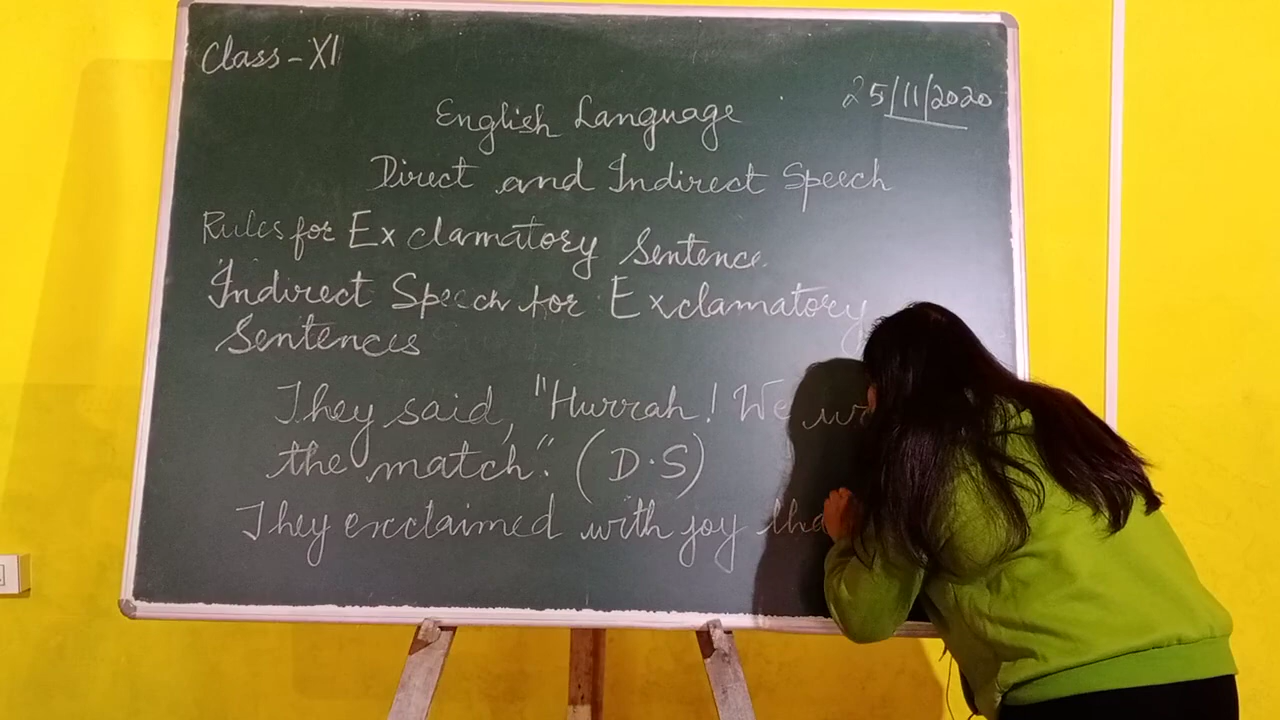 Class - XI
25/11/2020
English Language
Direct and Indirect Speech
Rules for Exclamatory Sentence
Indirect Speech for Exclamatory
Sentences
They said, "Hurrah! We
the match". (D.S)
They exclaimed with joy